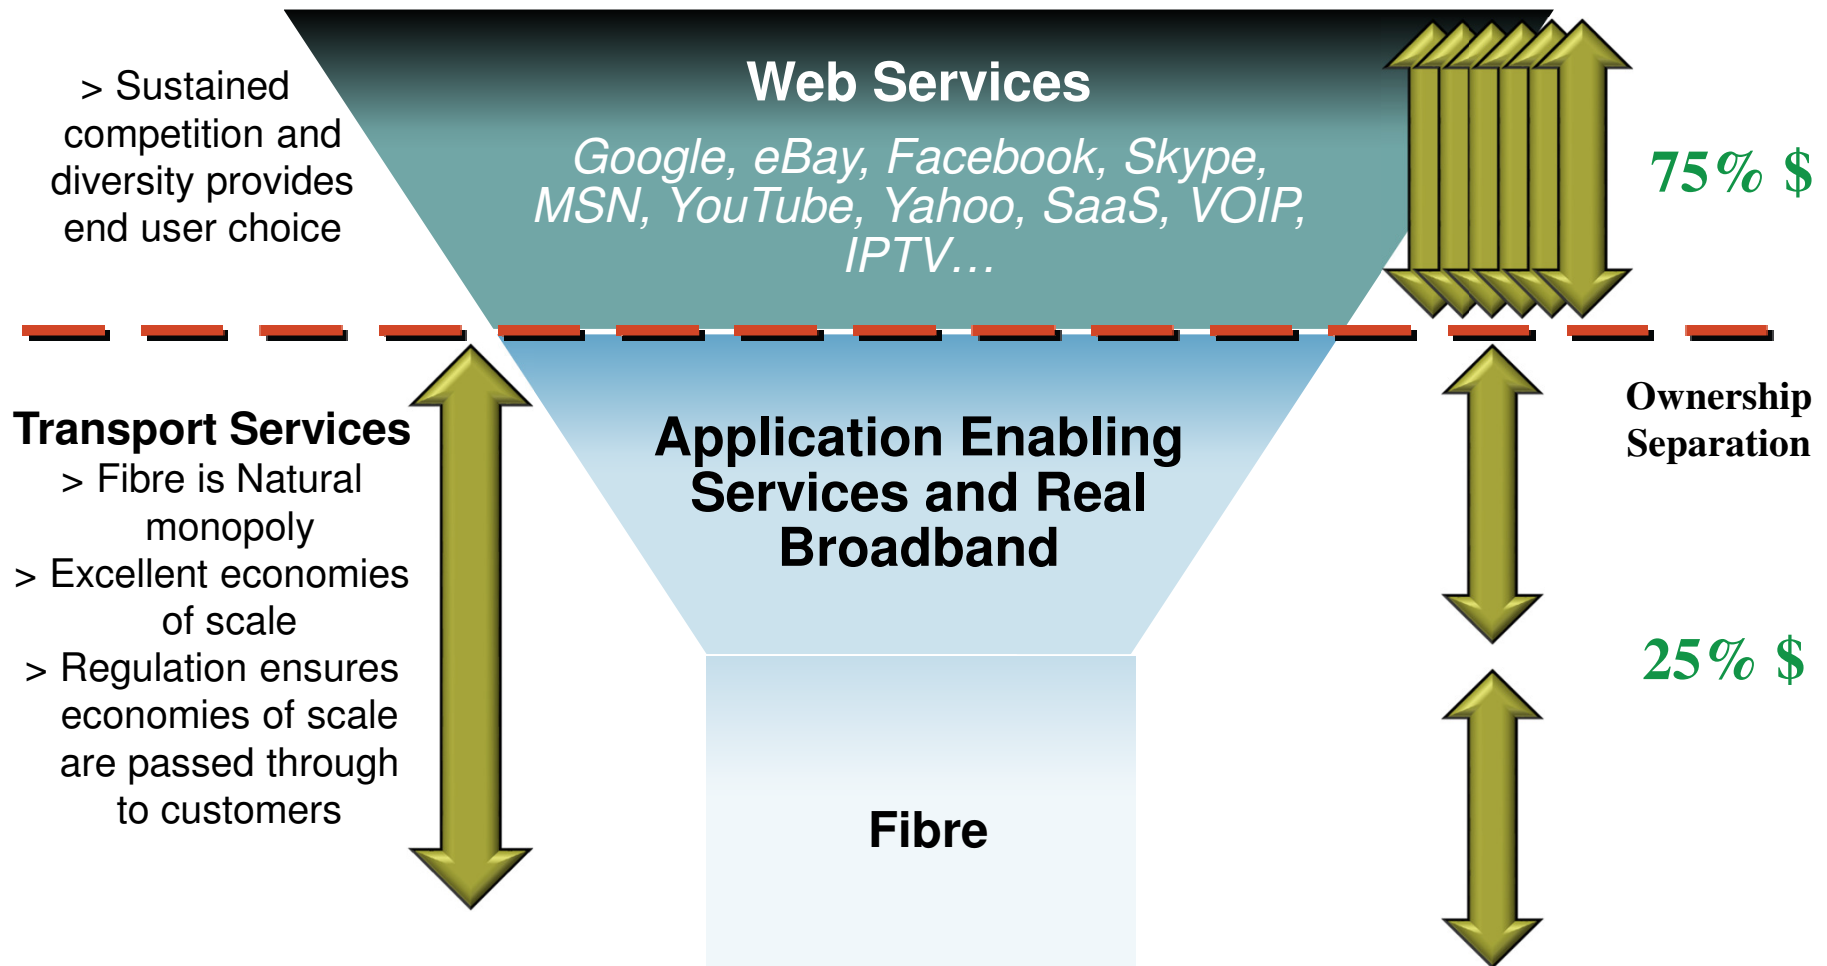 > Sustained
competition and
diversity provides
end user choice
Web Services
Google, eBay, Facebook, Skype,
MSN, YouTube, Yahoo, SaaS, VOIP,
IPTV…
75% $
Transport Services
> Fibre is Natural
monopoly
> Excellent economies
of scale
> Regulation ensures
economies of scale
are passed through
to customers
Application Enabling
Services and Real
Broadband
Fibre
Ownership
Separation
25% $